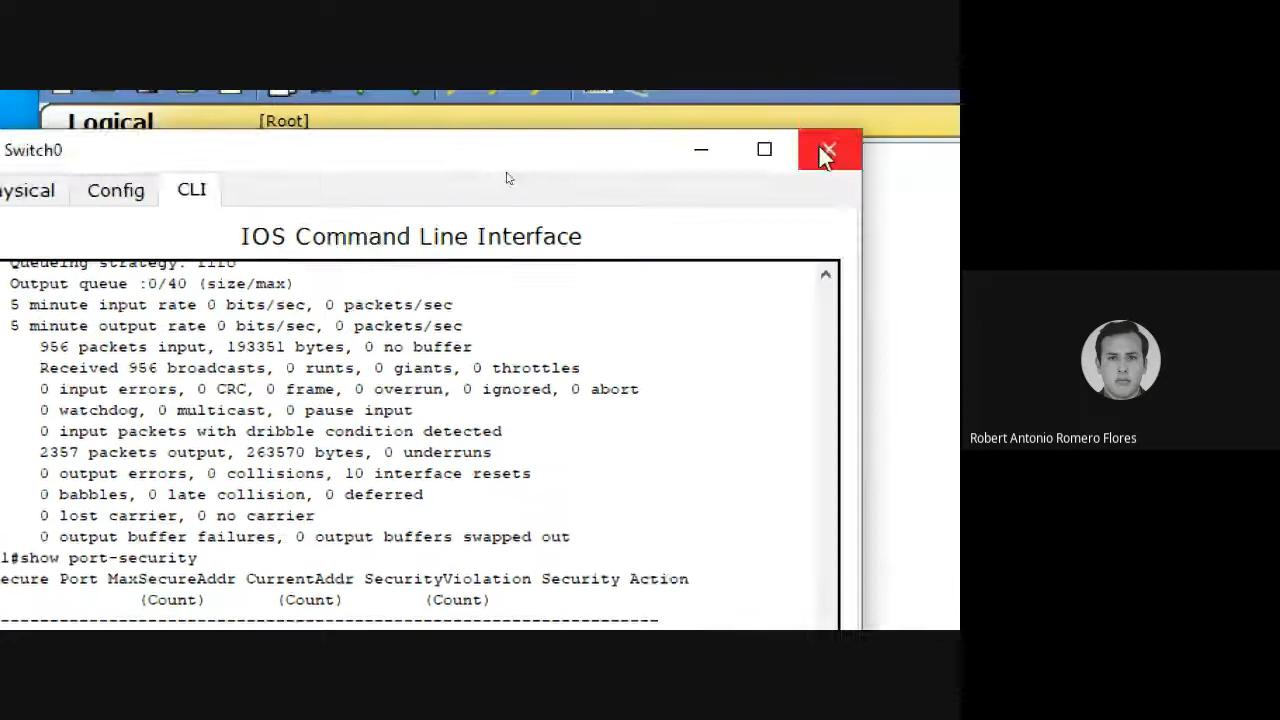 Logical [Root]
Switch0
ysical Config CLI
IOS Command Line Interface
Queueing strategy: fifo
Output queue :0/40 (size/max)
5 minute input rate 0 bits/sec, 0 packets/sec
5 minute output rate 0 bits/sec, 0 packets/sec
956 packets input, 193351 bytes, 0 no buffer
Received 956 broadcasts, 0 runts, 0 giants, 0 throttles
0 input errors, 0 CRC, 0 frame, 0 overrun, 0 ignored, 0 abort
0 watchdog, 0 multicast, 0 pause input
0 input packets with dribble condition detected
2357 packets output, 263570 bytes, 0 underruns
0 output errors, 0 collisions, 10 interface resets
0 babbles, 0 late collision, 0 deferred
0 lost carrier, 0 no carrier
0 output buffer failures, 0 output buffers swapped out
1#show port-security
ecure Port MaxSecureAddr CurrentAddr SecurityViolation Security Action
(Count) (Count) (Count)
--------------------------------------------------------------------
Robert Antonio Romero Flores